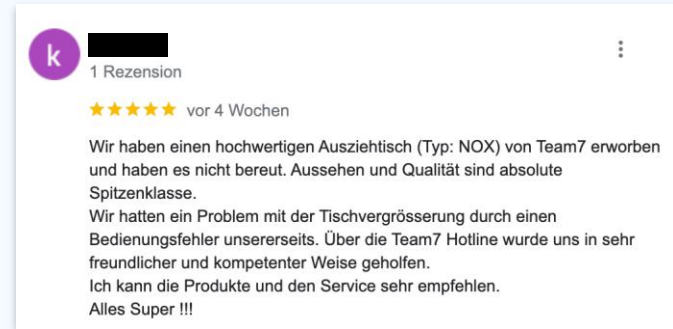 k
1 Rezension
vor 4 Wochen
Wir haben einen hochwertigen Ausziehtisch (Typ: NOX) von Team7 erworben
und haben es nicht bereut. Aussehen und Qualität sind absolute
Spitzenklasse.
Wir hatten ein Problem mit der Tischvergrösserung durch einen
Bedienungsfehler unsererseits. Über die Team7 Hotline wurde uns in sehr
freundlicher und kompetenter Weise geholfen.
Ich kann die Produkte und den Service sehr empfehlen.
Alles Super !!!